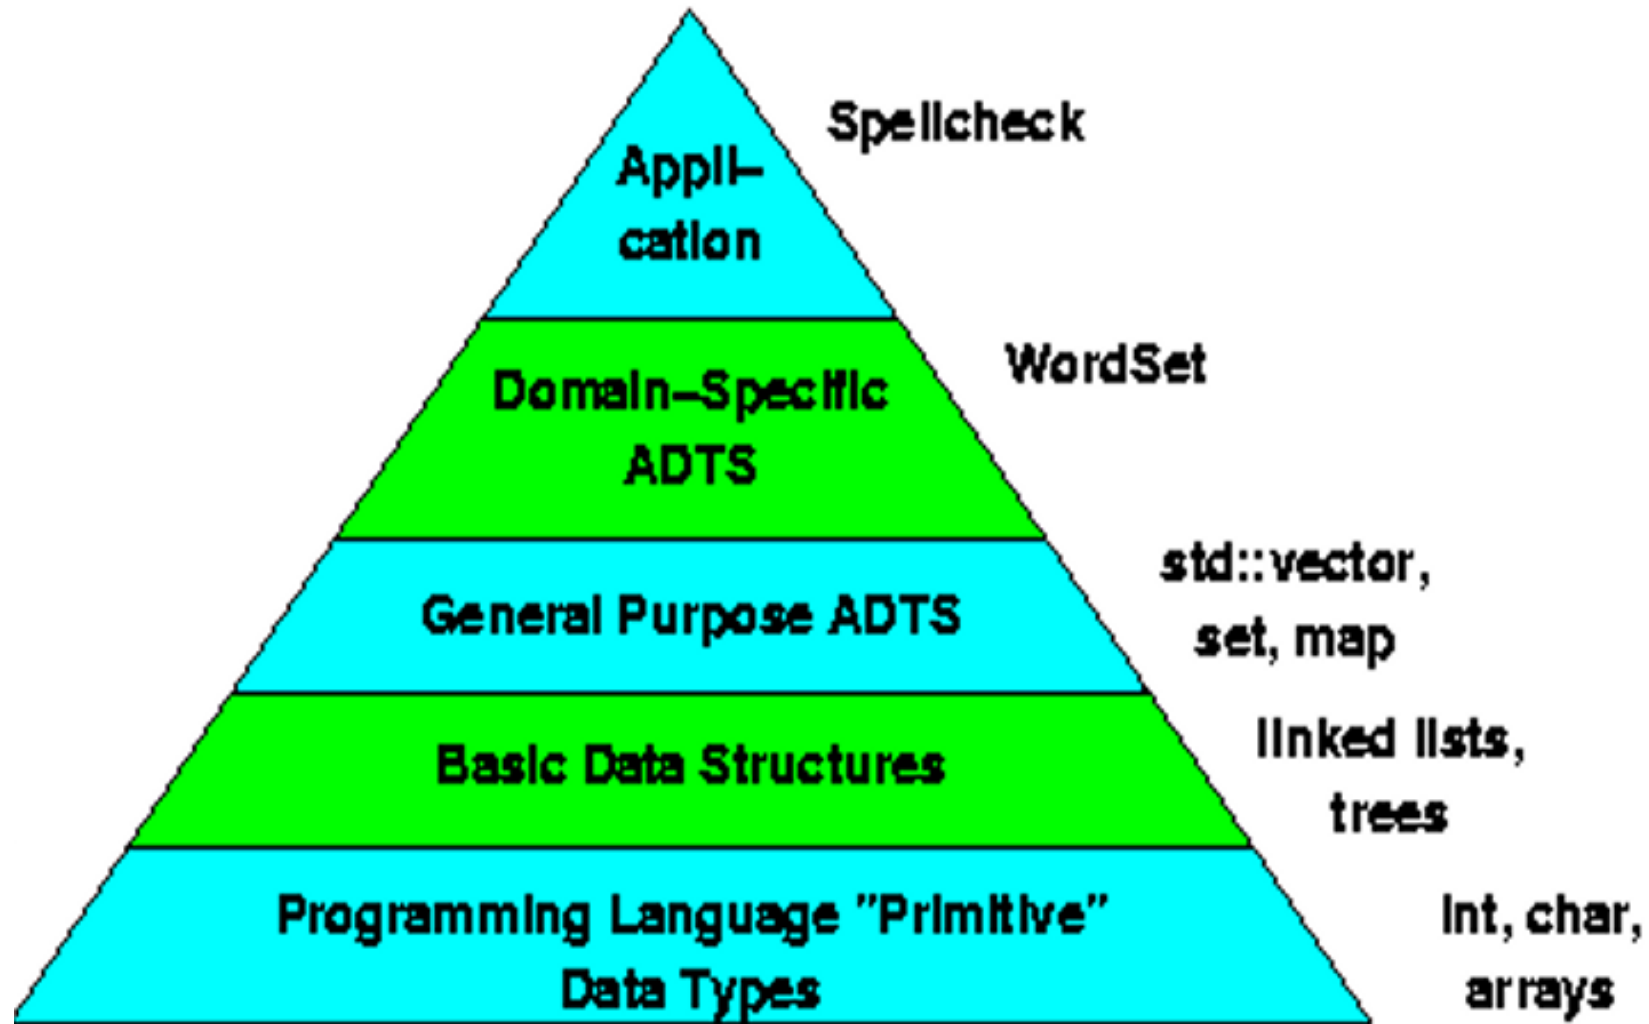 Spellcheck
Appli–
cation
WordSet
Domain–Specific
ADTS
std::vector,
set, map
General Purpose ADTS
linked lists,
trees
Basic Data Structures
int, char,
arrays
Programming Language "Primitive"
Data Types